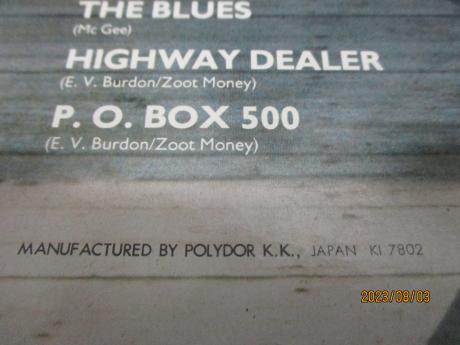 THE BLUES
(Mc Gee)
HIGHWAY DEALER
(E. V. Burdon/Zoot Money)
P. O. BOX 500
(E. V. Burdon/Zoot Money)
MANUFACTURED BY POLYDOR K.K., JAPAN KI 7802
2023/08/03